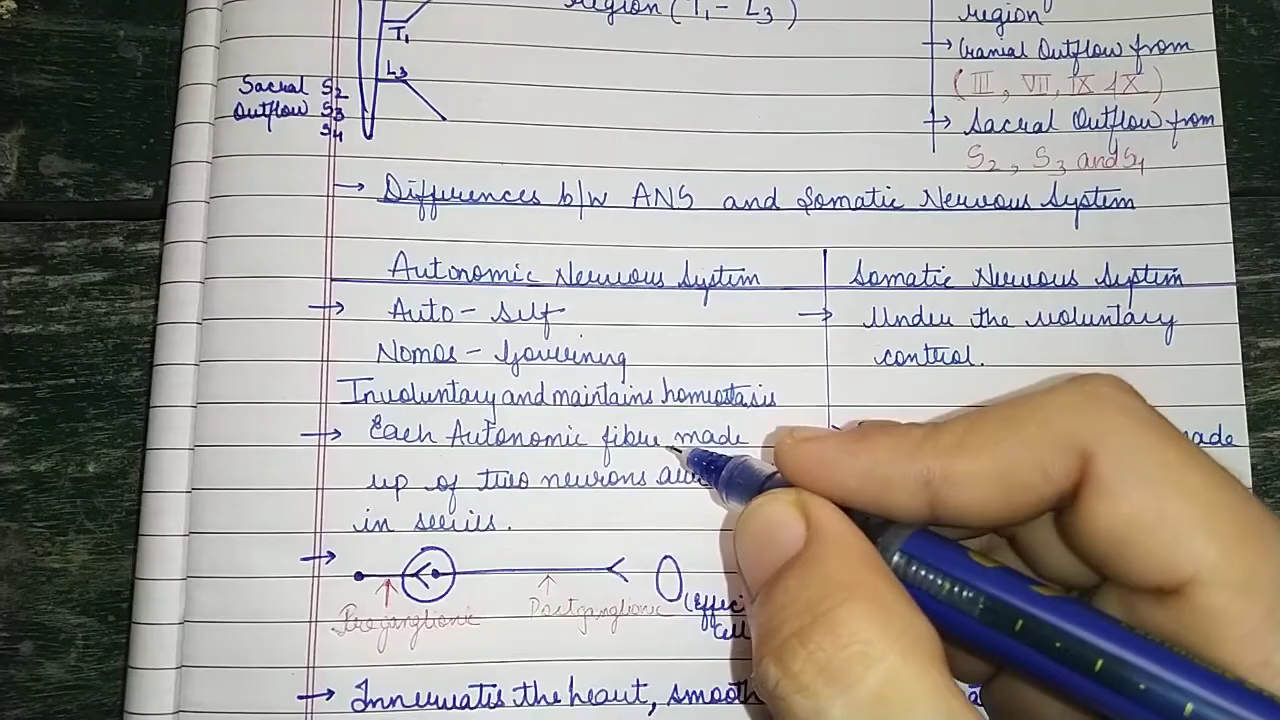 region (T1 - L3)
T1
L3
Sacral S2
Outflow S3
S4
region
→ Cranial Outflow from
(III, VII, IX & X)
→ Sacral Outflow from
S2, S3 and S4
→ Differences b/w ANS and Somatic Nervous System
Autonomic Nervous System
→ Auto - Self
Nomos - Governing
Involuntary and maintains homeostasis
→ Each Autonomic fibre made
up of two neurons
in series.
→
Preganglionic
Postganglionic
(Effec
Cell
→ Innervates the heart, smooth
Somatic Nervous System
→ Under the voluntary
control.
made